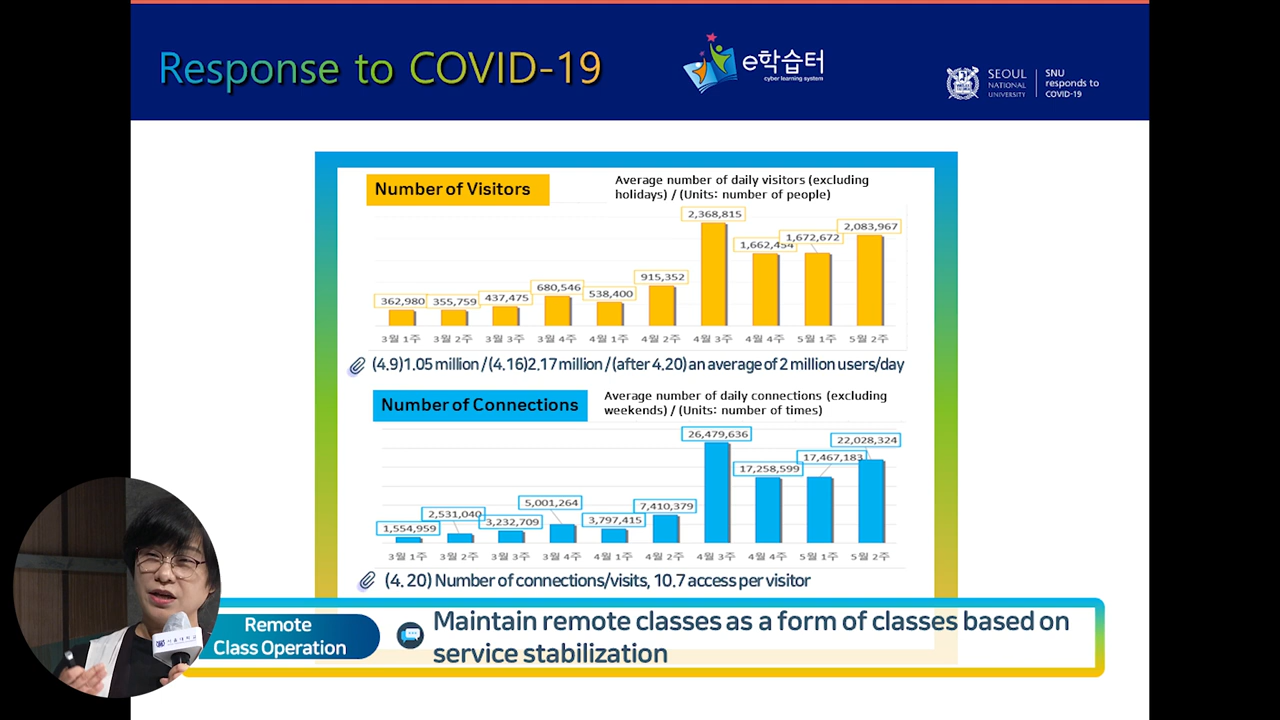 Response to COVID-19
e학습터
cyber learning system
SEOUL
NATIONAL
UNIVERSITY
SNU
responds to
COVID-19
Number of Visitors
Average number of daily visitors (excluding
holidays) / (Units: number of people)
362,980 355,759 437,475 680,546 538,400 915,352 2,368,815 1,662,454 1,672,672 2,083,967
3월 1주 3월 2주 3월 3주 3월 4주 4월 1주 4월 2주 4월 3주 4월 4주 5월 1주 5월 2주
(4.9)1.05 million / (4.16)2.17 million / (after 4.20) an average of 2 million users/day
Number of Connections
Average number of daily connections (excluding
weekends) / (Units: number of times)
1,554,959 2,531,040 3,232,709 5,001,264 3,797,415 7,410,379 26,479,636 17,258,599 17,467,183 22,028,324
3월 1주 3월 2주 3월 3주 3월 4주 4월 1주 4월 2주 4월 3주 4월 4주 5월 1주 5월 2주
(4. 20) Number of connections/visits, 10.7 access per visitor
Remote
Class Operation
Maintain remote classes as a form of classes based on
service stabilization
서울대학교